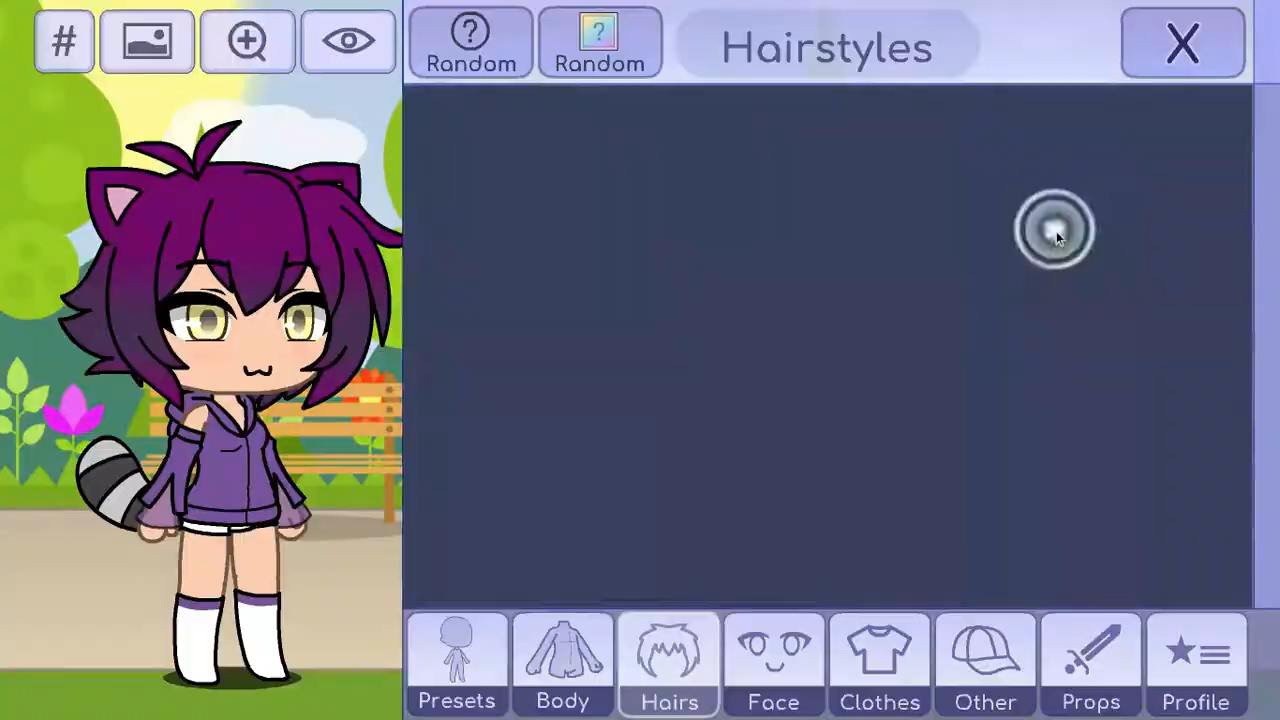 #
?
Random
?
Random
Hairstyles
X
Presets
Body
Hairs
Face
Clothes
Other
Props
Profile